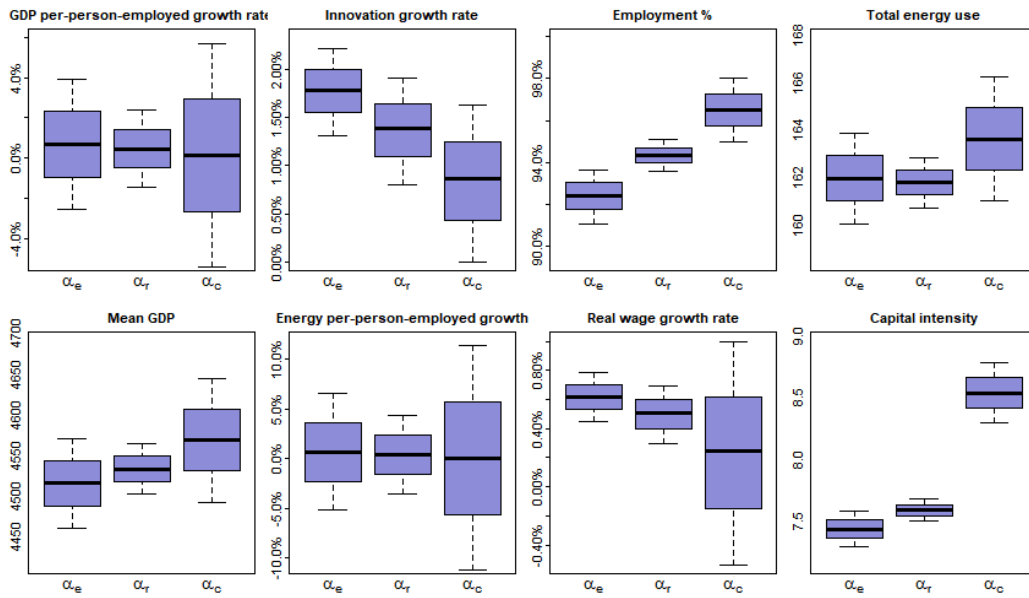 GDP per-person-employed growth rate
4.0%
0.0%
-4.0%
αe αr αc
Innovation growth rate
2.00%
1.50%
1.00%
0.50%
0.00%
αe αr αc
Employment %
98.0%
94.0%
90.0%
αe αr αc
Total energy use
168
166
164
162
160
αe αr αc
Mean GDP
4700
4650
4600
4550
4500
4450
αe αr αc
Energy per-person-employed growth
10.0%
5.0%
0.0%
-5.0%
-10.0%
αe αr αc
Real wage growth rate
0.80%
0.40%
0.00%
-0.40%
αe αr αc
Capital intensity
9.0
8.5
8.0
7.5
αe αr αc